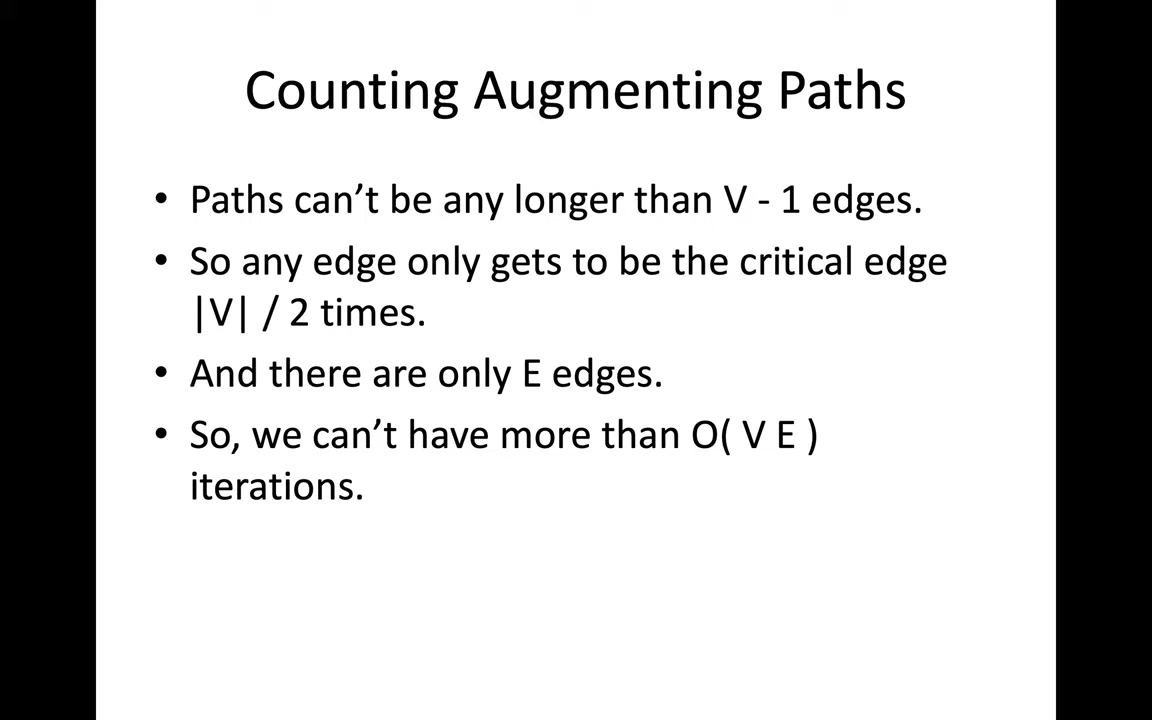 Counting Augmenting Paths
• Paths can’t be any longer than V - 1 edges.
• So any edge only gets to be the critical edge
|V| / 2 times.
• And there are only E edges.
• So, we can’t have more than O( V E )
iterations.